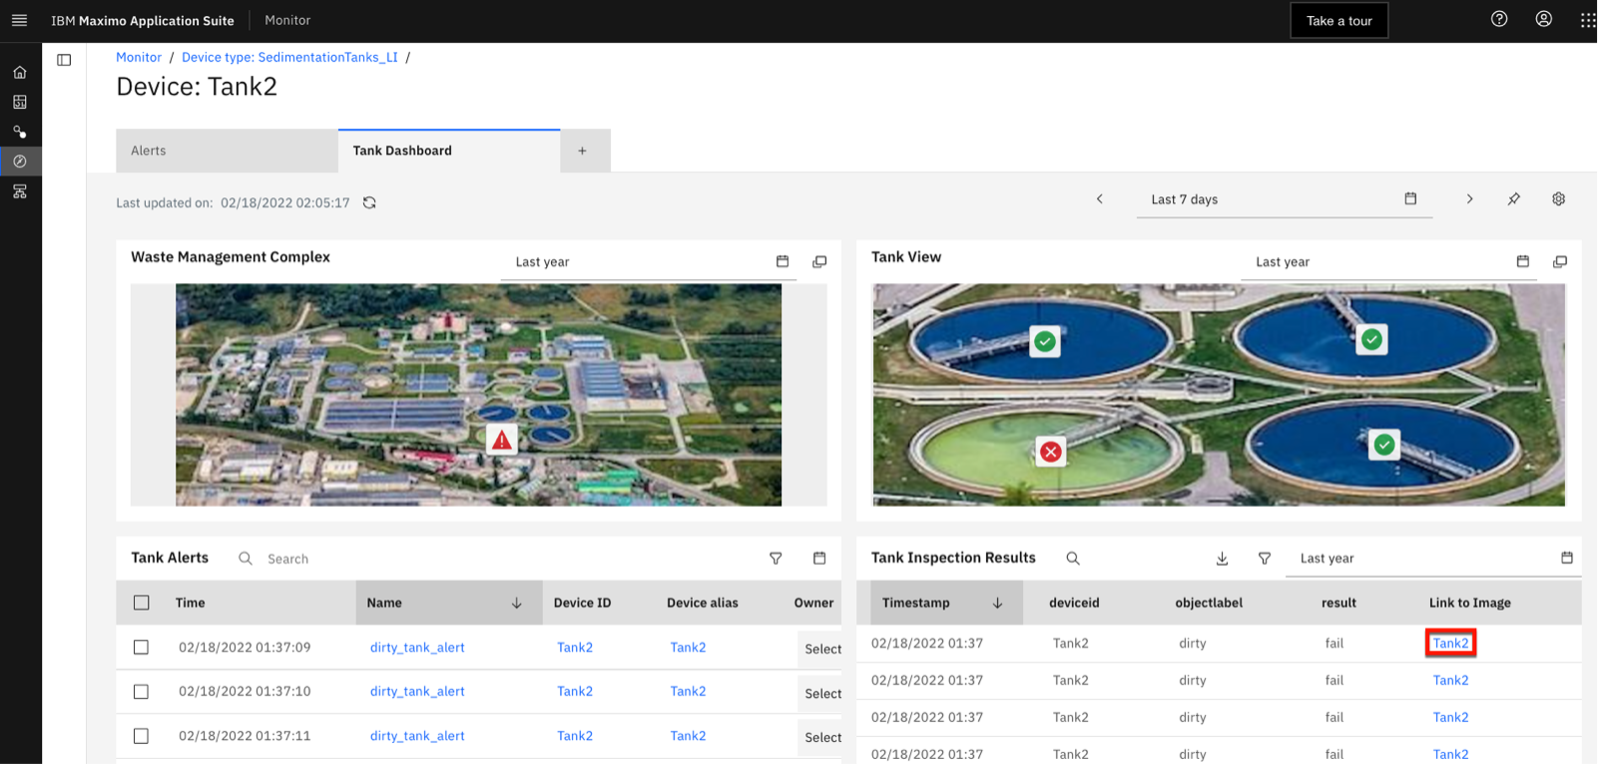 IBM Maximo Application Suite Monitor Take a tour
Monitor / Device type: SedimentationTanks_LI /
Device: Tank2
Alerts Tank Dashboard +
Last updated on: 02/18/2022 02:05:17 Last 7 days
Waste Management Complex Last year
Tank View Last year
Tank Alerts Search
Time Name Device ID Device alias Owner
02/18/2022 01:37:09 dirty_tank_alert Tank2 Tank2 Select
02/18/2022 01:37:10 dirty_tank_alert Tank2 Tank2 Select
02/18/2022 01:37:11 dirty_tank_alert Tank2 Tank2 Select
Tank Inspection Results Last year
Timestamp deviceid objectlabel result Link to Image
02/18/2022 01:37 Tank2 dirty fail Tank2
02/18/2022 01:37 Tank2 dirty fail Tank2
02/18/2022 01:37 Tank2 dirty fail Tank2
02/18/2022 01:37 Tank2 dirty fail Tank2